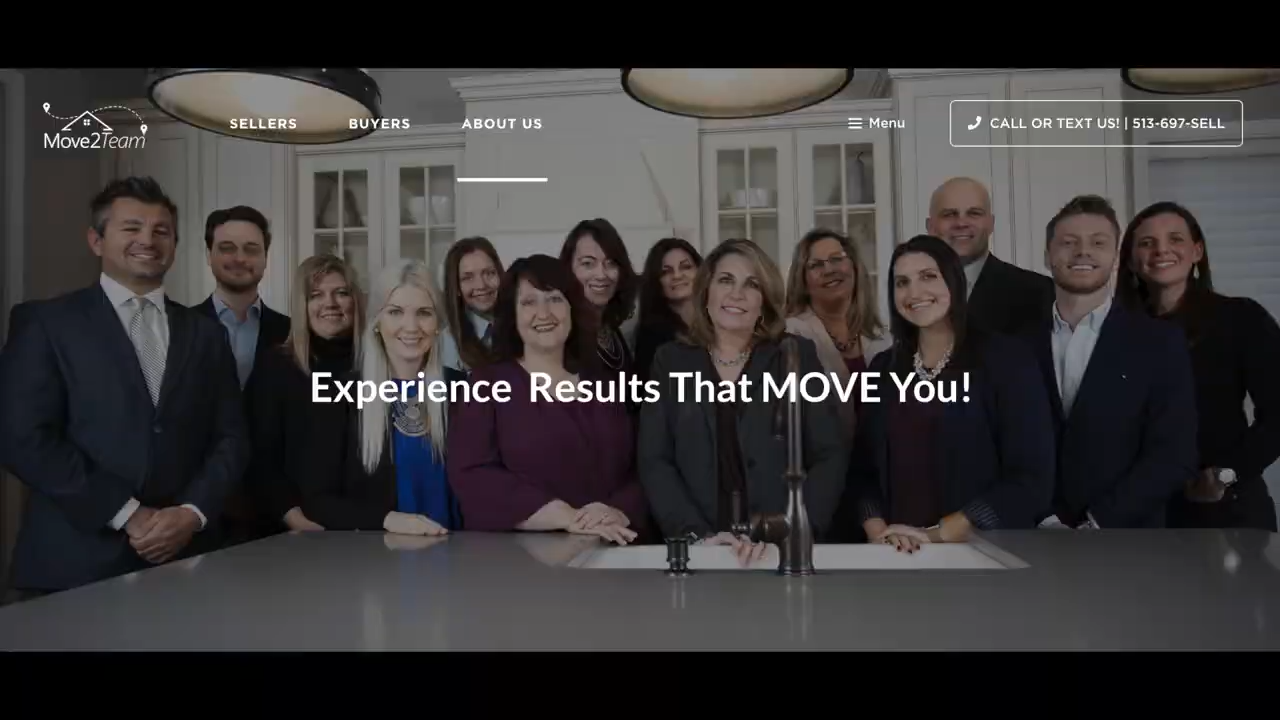 Move2Team
SELLERS
BUYERS
ABOUT US
Menu
CALL OR TEXT US! | 513-697-SELL
Experience Results That MOVE You!